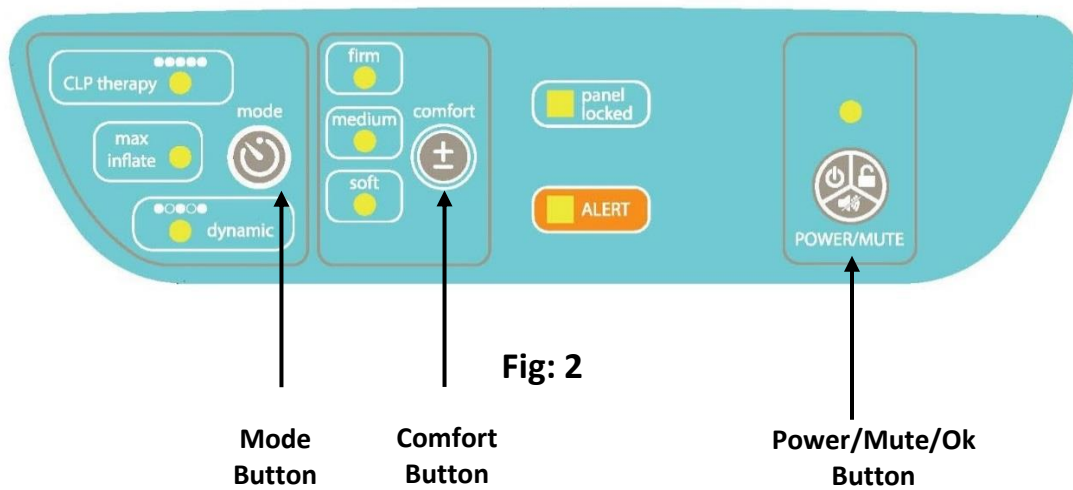 CLP therapy
max
inflate
dynamic
mode
firm
medium
soft
comfort
±
panel
locked
ALERT
POWER/MUTE
Fig: 2
Mode
Button
Comfort
Button
Power/Mute/Ok
Button